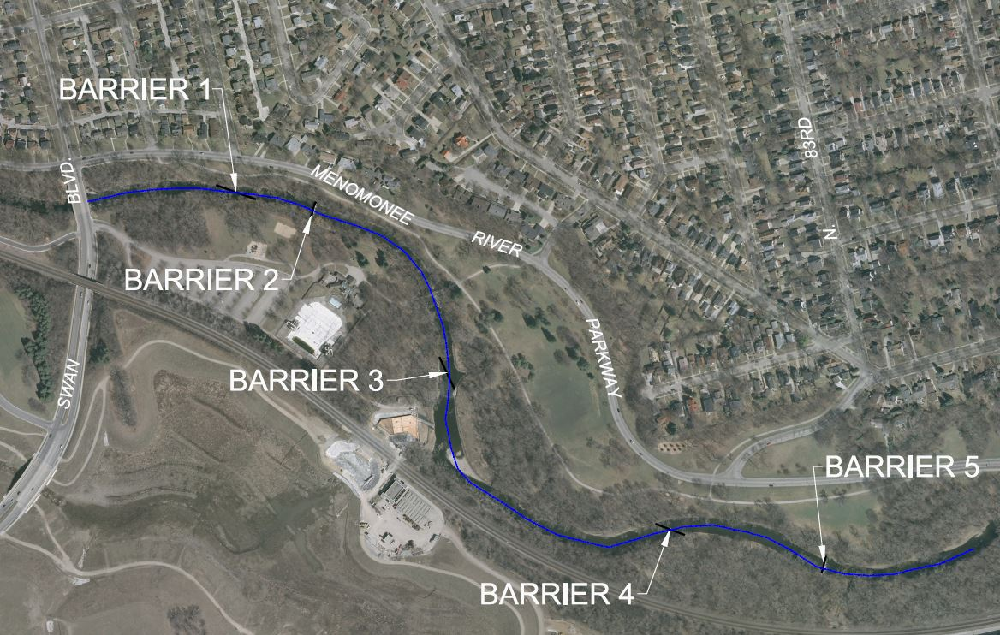 BARRIER 1
BLVD.
SWAN
MENOMONEE
RIVER
PARKWAY
83RD
N.
BARRIER 2
BARRIER 3
BARRIER 4
BARRIER 5